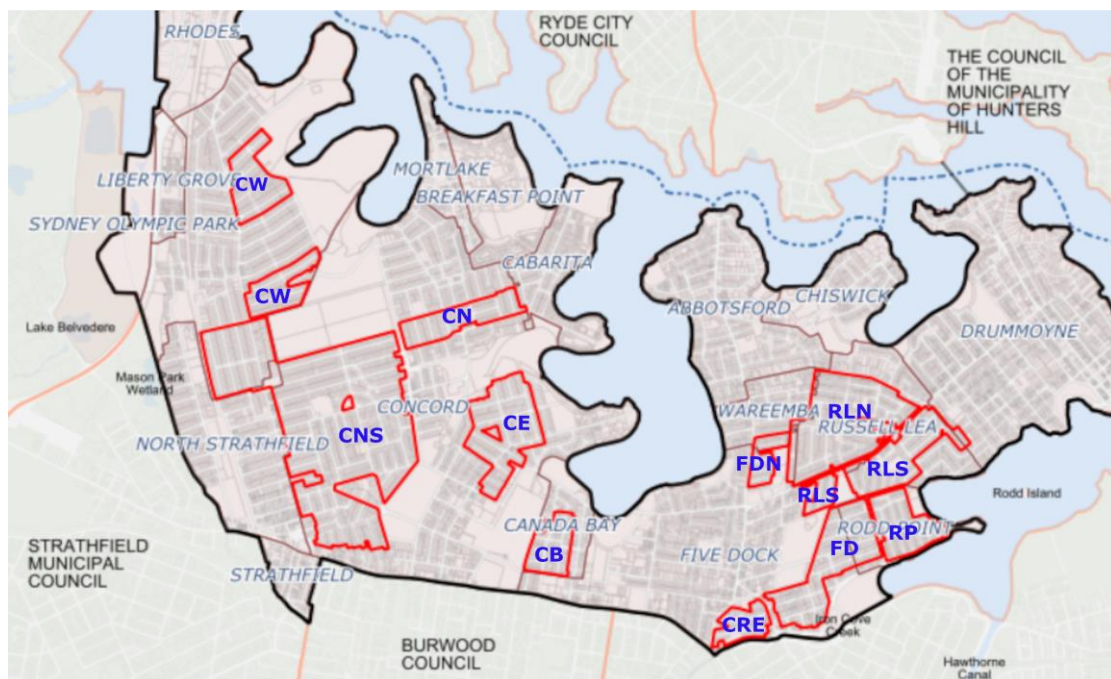 RHODES
RYDE CITY
COUNCIL
THE COUNCIL
OF THE
MUNICIPALITY
OF HUNTERS
HILL
MORTLAKE
LIBERTY GROVE
CW
BREAKFAST POINT
SYDNEY OLYMPIC PARK
CABARITA
CW
CHISWICK
ABBOTSFORD
CN
Lake Belvedere
DRUMMOYNE
Mason Park
Wetland
CONCORD
WAREEMBA
RLN
RUSSELL LEA
CE
CNS
NORTH STRATHFIELD
FDN
RLS
RLS
Rodd Island
CANADA BAY
RODD POINT
RP
STRATHFIELD
MUNICIPAL
COUNCIL
CB
FIVE DOCK
FD
STRATHFIELD
CRE
Iron Cove
Creek
BURWOOD
COUNCIL
Hawthorne
Canal